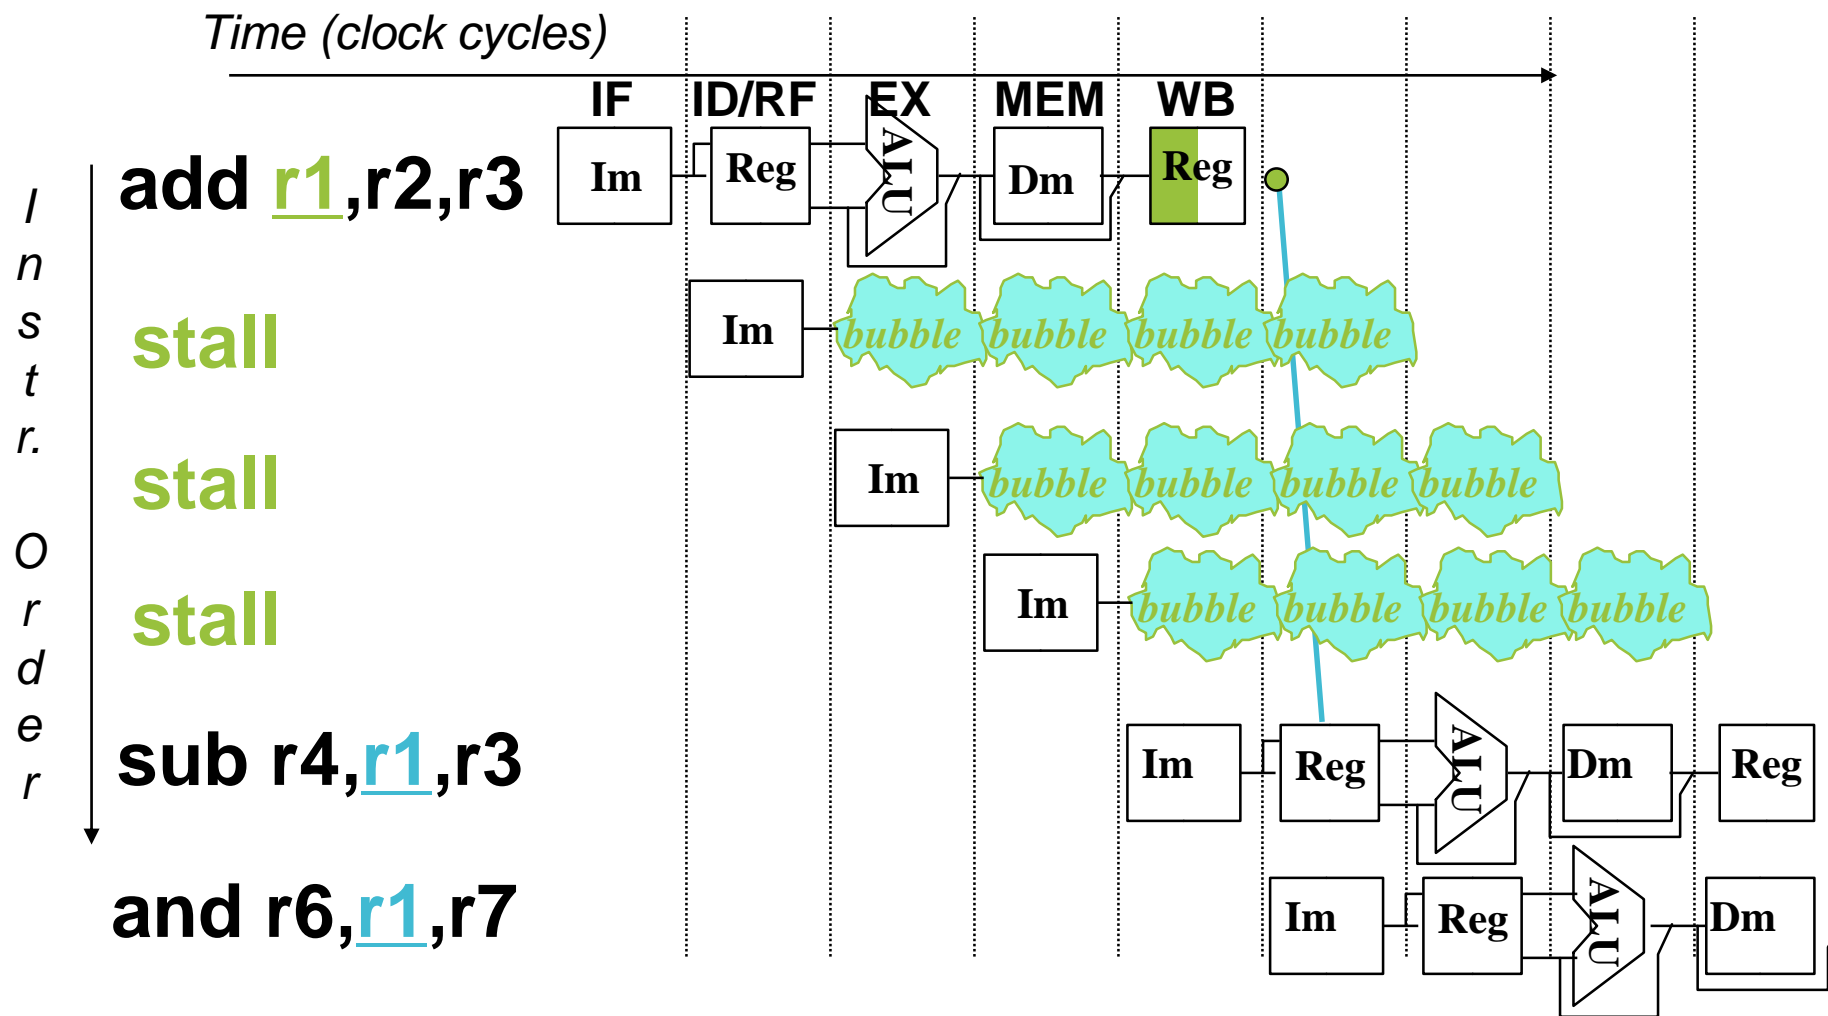 Time (clock cycles)
IF ID/RF EX MEM WB
Instr. Order
add r1,r2,r3 Im Reg ALU Dm Reg
stall Im bubble bubble bubble bubble
stall Im bubble bubble bubble bubble
stall Im bubble bubble bubble bubble
sub r4,r1,r3 Im Reg ALU Dm Reg
and r6,r1,r7 Im Reg ALU Dm